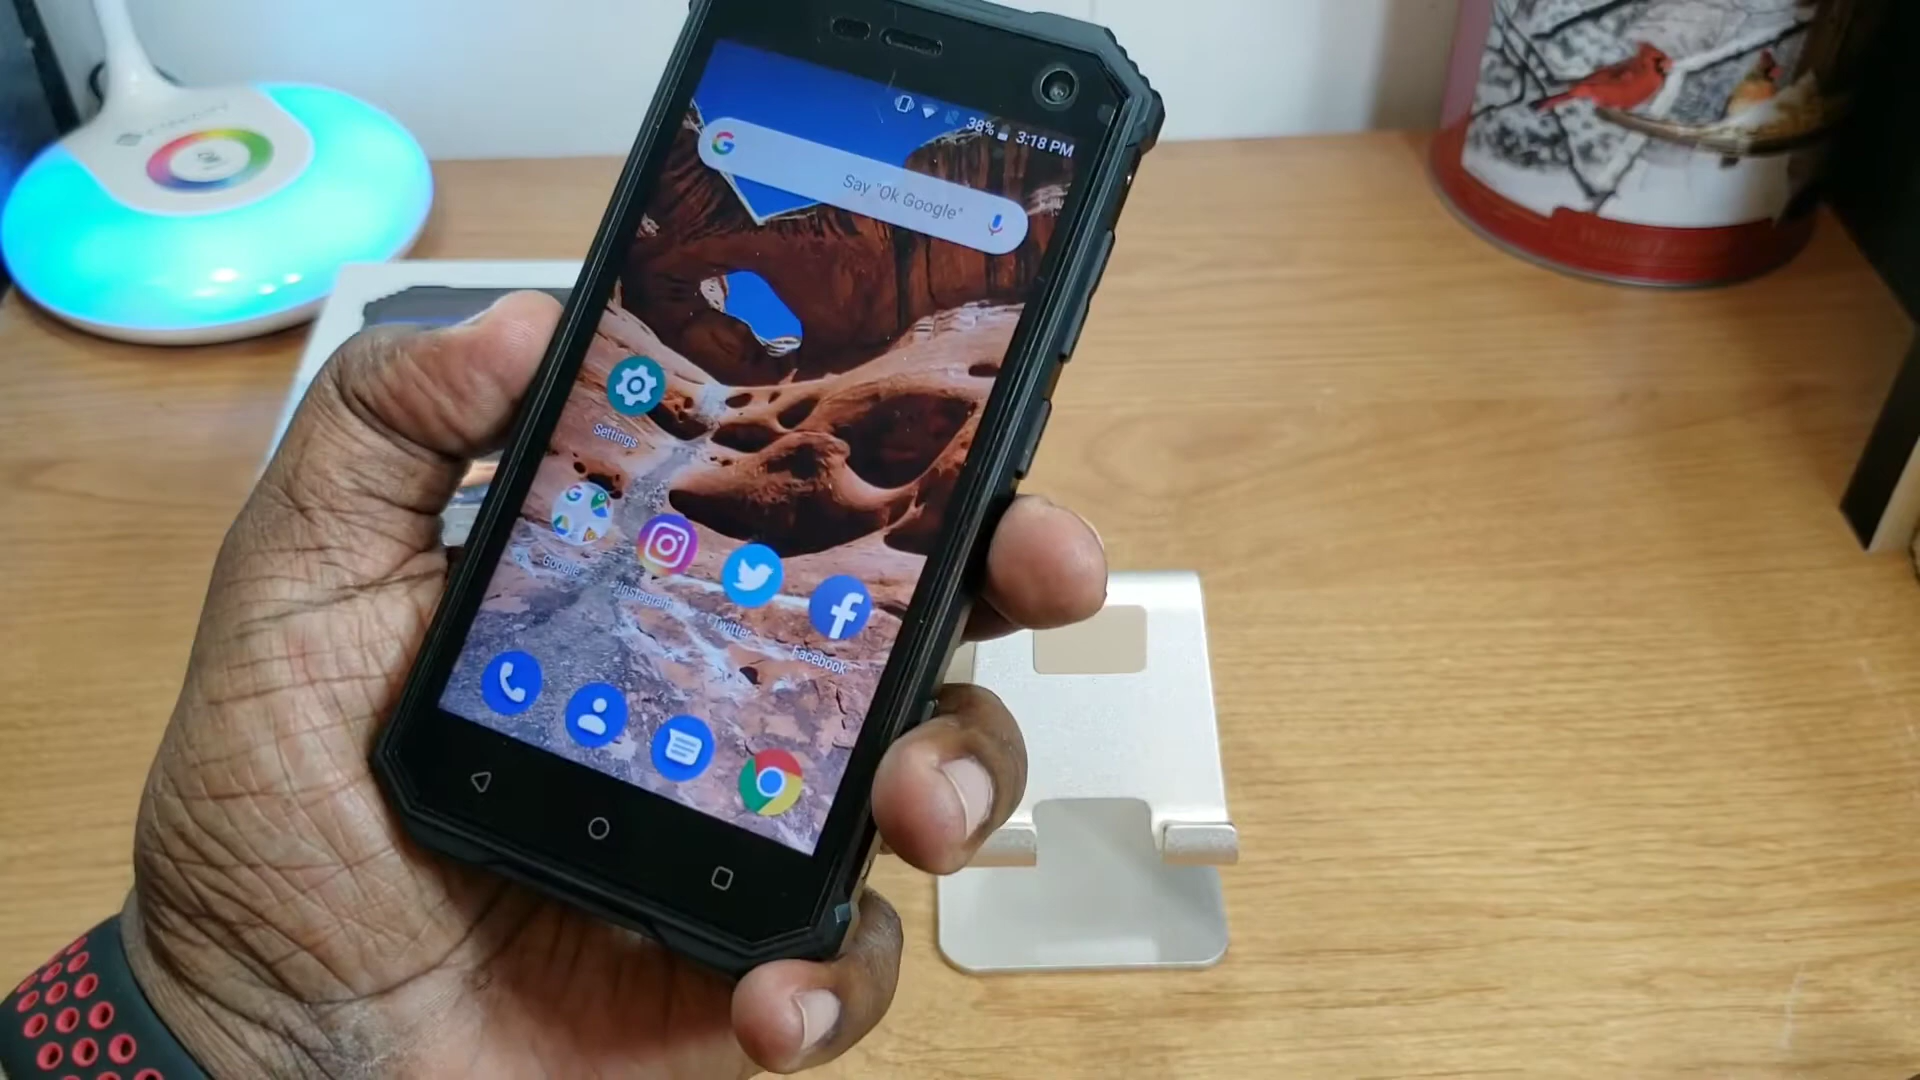 38% 3:18 PM
G Say "Ok Google"
Settings
Google
Instagram
Twitter
Facebook